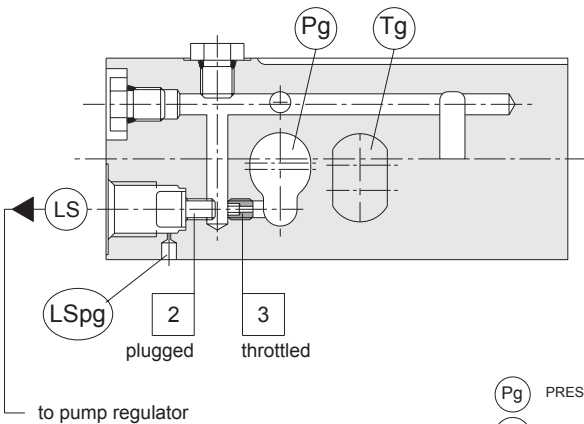 Pg
Tg
LS
LSpg
2
3
plugged
throttled
to pump regulator
Pg PRES